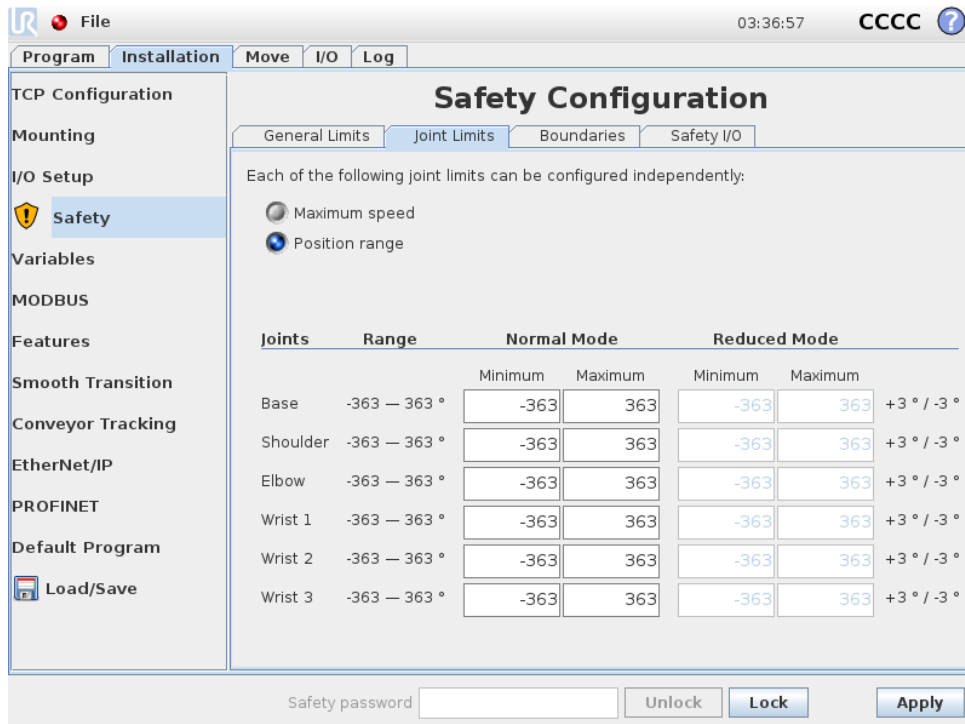 UR File 03:36:57 CCCC ?
Program Installation Move I/O Log
TCP Configuration
Mounting
I/O Setup
Safety
Variables
MODBUS
Features
Smooth Transition
Conveyor Tracking
EtherNet/IP
PROFINET
Default Program
Load/Save
Safety Configuration
General Limits Joint Limits Boundaries Safety I/O
Each of the following joint limits can be configured independently:
Maximum speed
Position range
Joints Range Normal Mode Reduced Mode
Minimum Maximum Minimum Maximum
Base -363 — 363 ° -363 363 -363 363 +3 ° / -3 °
Shoulder -363 — 363 ° -363 363 -363 363 +3 ° / -3 °
Elbow -363 — 363 ° -363 363 -363 363 +3 ° / -3 °
Wrist 1 -363 — 363 ° -363 363 -363 363 +3 ° / -3 °
Wrist 2 -363 — 363 ° -363 363 -363 363 +3 ° / -3 °
Wrist 3 -363 — 363 ° -363 363 -363 363 +3 ° / -3 °
Safety password Unlock Lock Apply